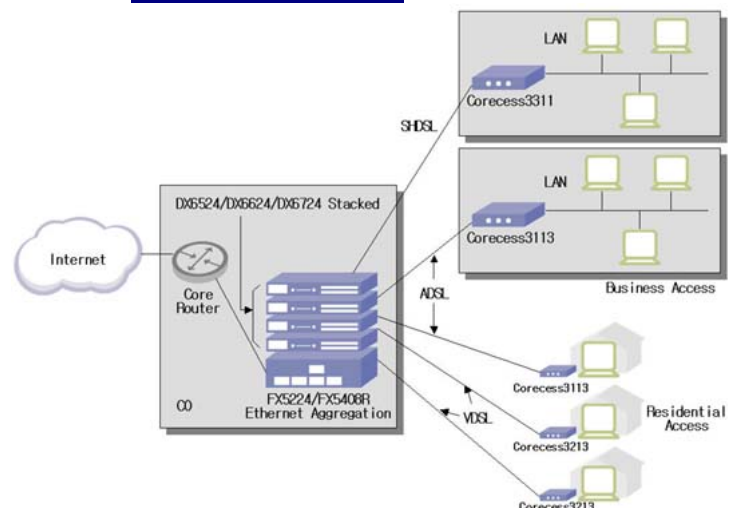 LAN
Corecess3311
SHDSL
LAN
Corecess3113
Business Access
DX6524/DX6624/DX6724 Stacked
Internet
Core
Router
ADSL
FX5224/FX5408R
Ethernet Aggregation
CO
Corecess3113
VDSL
Residential
Access
Corecess3213
Corecess3213